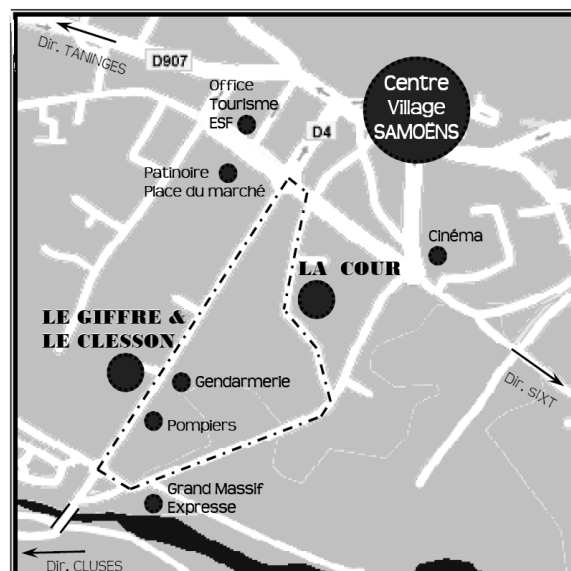 Dir. TANINGES
D907
Office
Tourisme
ESF
Centre
Village
SAMOËNS
D4
Patinoire
Place du marché
Cinéma
LA COUR
LE GIFFRE &
LE CLESSON
Gendarmerie
Dir. SIXT
Pompiers
Grand Massif
Expresse
Dir. CLUSES